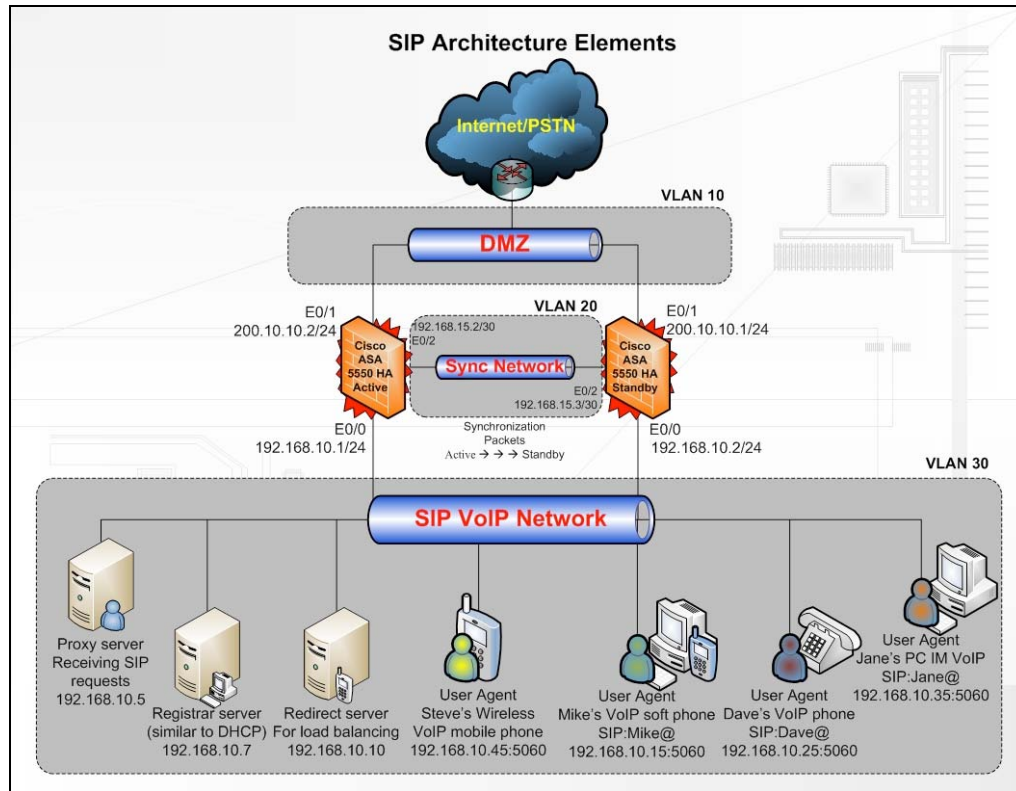 SIP Architecture Elements
Internet/PSTN
VLAN 10
DMZ
E0/1
200.10.10.2/24
VLAN 20
E0/1
200.10.10.1/24
192.168.15.2/30
E0/2
Cisco
ASA
5550 HA
Active
Sync Network
Cisco
ASA
5550 HA
Standby
E0/2
192.168.15.3/30
E0/0
192.168.10.1/24
Synchronization
Packets
Active → → → Standby
E0/0
192.168.10.2/24
VLAN 30
SIP VoIP Network
Proxy server
Receiving SIP
requests
192.168.10.5
Registrar server
(similar to DHCP)
192.168.10.7
Redirect server
For load balancing
192.168.10.10
User Agent
Steve's Wireless
VoIP mobile phone
192.168.10.45:5060
User Agent
Mike's VoIP soft phone
SIP:Mike@
192.168.10.15:5060
User Agent
Dave's VoIP phone
SIP:Dave@
192.168.10.25:5060
User Agent
Jane's PC IM VoIP
SIP:Jane@
192.168.10.35:5060